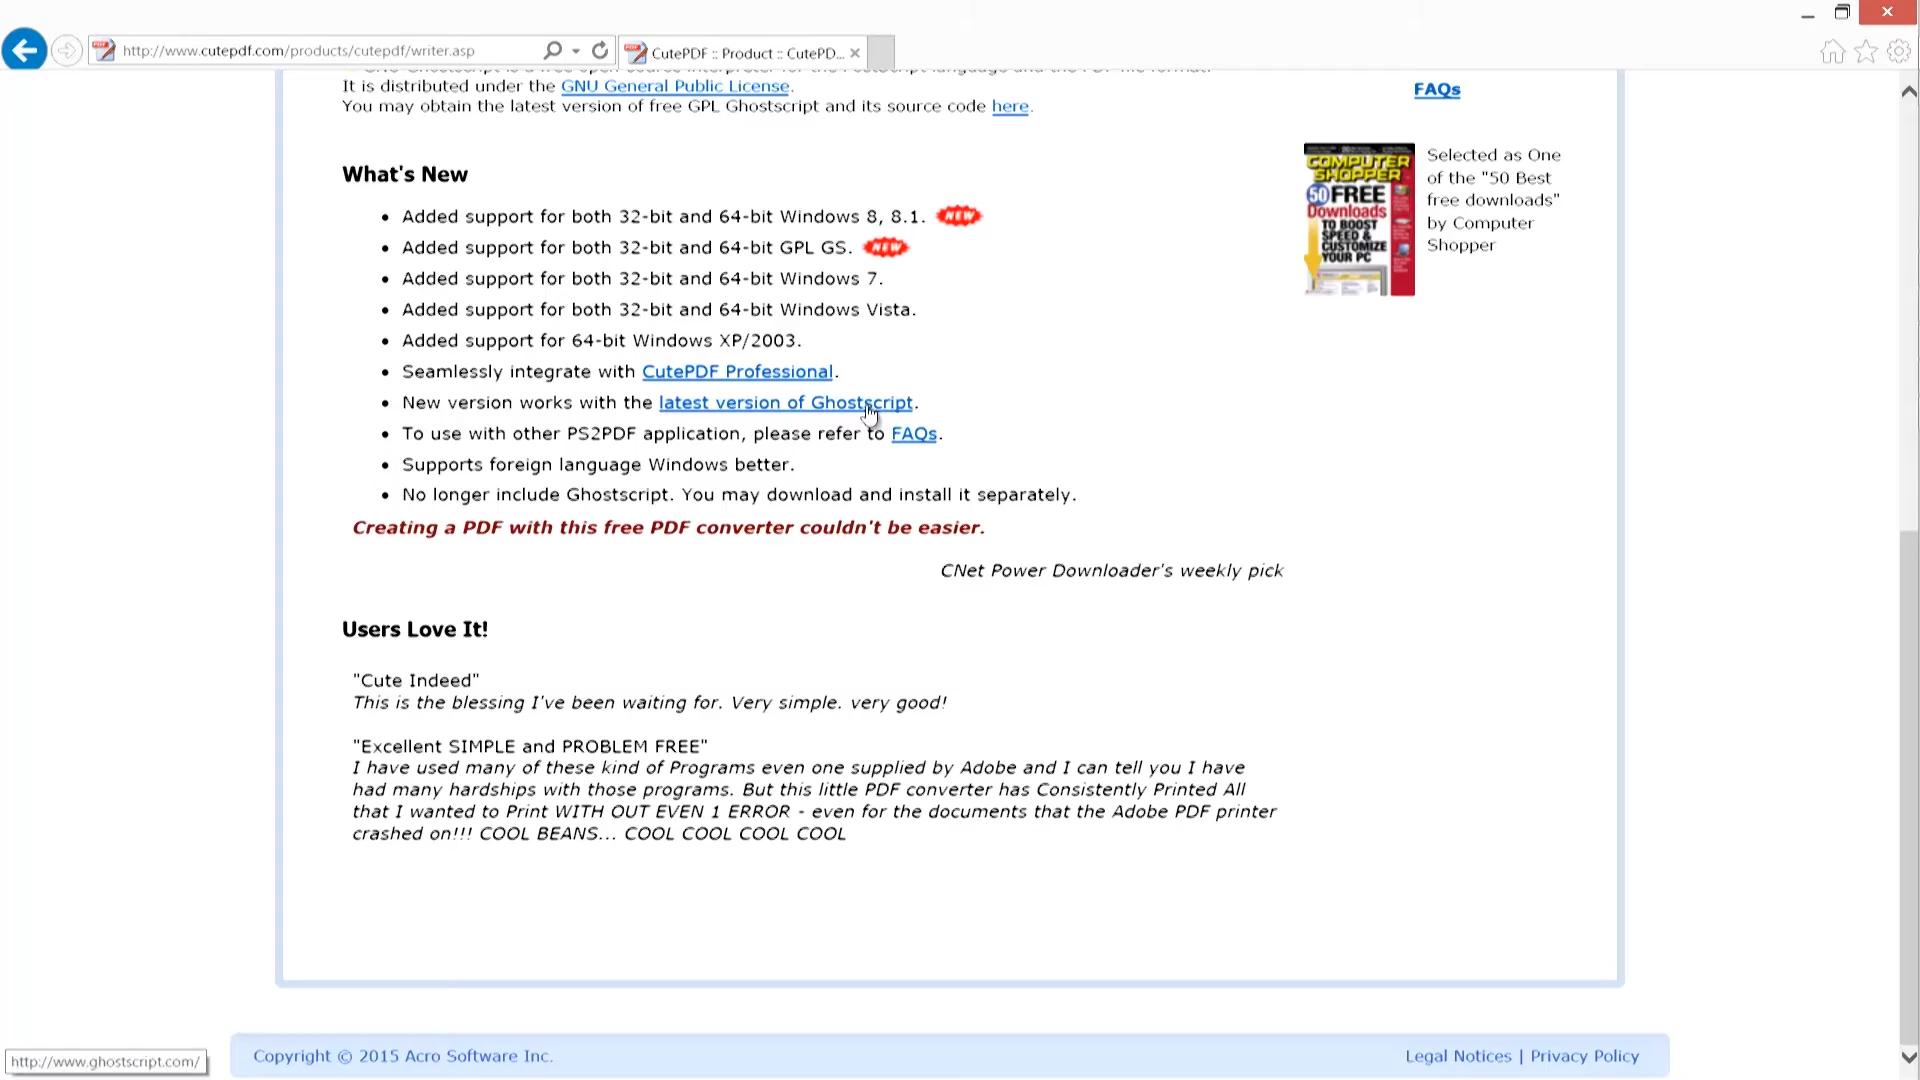 http://www.cutepdf.com/products/cutepdf/writer.asp
CutePDF :: Product :: CutePD...
It is distributed under the GNU General Public License.
You may obtain the latest version of free GPL Ghostscript and its source code here.
FAQs
What's New
Added support for both 32-bit and 64-bit Windows 8, 8.1. NEW
Added support for both 32-bit and 64-bit GPL GS. NEW
Added support for both 32-bit and 64-bit Windows 7.
Added support for both 32-bit and 64-bit Windows Vista.
Added support for 64-bit Windows XP/2003.
Seamlessly integrate with CutePDF Professional.
New version works with the latest version of Ghostscript.
To use with other PS2PDF application, please refer to FAQs.
Supports foreign language Windows better.
No longer include Ghostscript. You may download and install it separately.
Creating a PDF with this free PDF converter couldn't be easier.
CNet Power Downloader's weekly pick
COMPUTER
SHOPPER
50 FREE
Downloads
TO BOOST
SPEED &
CUSTOMIZE
YOUR PC
Selected as One
of the "50 Best
free downloads"
by Computer
Shopper
Users Love It!
"Cute Indeed"
This is the blessing I've been waiting for. Very simple. very good!
"Excellent SIMPLE and PROBLEM FREE"
I have used many of these kind of Programs even one supplied by Adobe and I can tell you I have
had many hardships with those programs. But this little PDF converter has Consistently Printed All
that I wanted to Print WITH OUT EVEN 1 ERROR - even for the documents that the Adobe PDF printer
crashed on!!! COOL BEANS... COOL COOL COOL COOL
http://www.ghostscript.com/
Copyright © 2015 Acro Software Inc.
Legal Notices | Privacy Policy